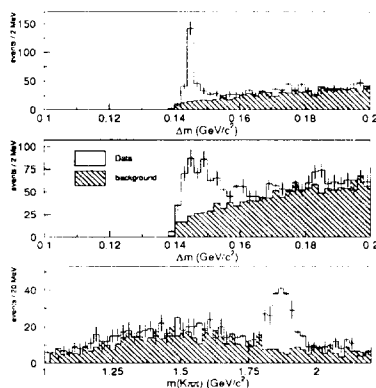 events / 2 MeV
150
100
50
0
0.1 0.12 0.14 0.16 0.18 0.2
Δm (GeV/c²)
events / 2 MeV
100
75
50
25
0
Data
background
0.1 0.12 0.14 0.16 0.18 0.2
Δm (GeV/c²)
events / 20 MeV
40
20
0
1 1.25 1.5 1.75 2
m(Kππ) (GeV/c²)